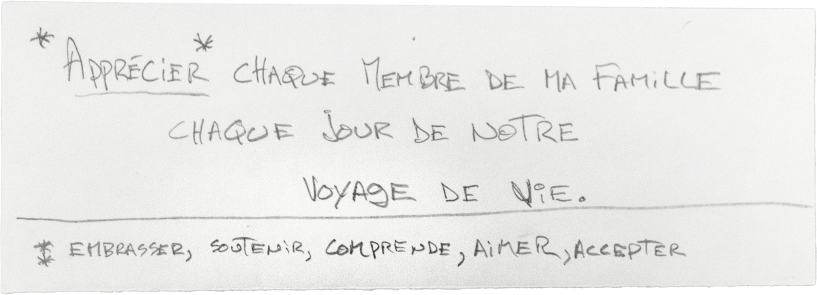 * APPRÉCIER* CHAQUE MEMBRE DE MA FAMILLE
CHAQUE JOUR DE NOTRE
VOYAGE DE VIE.
** EMBRASSER, SOUTENIR, COMPRENDE, AIMER, ACCEPTER